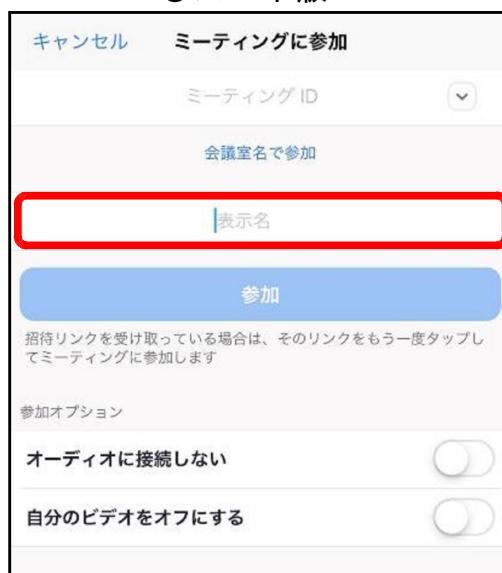 キャンセル ミーティングに参加
ミーティング ID
会議室名で参加
表示名
参加
招待リンクを受け取っている場合は、そのリンクをもう一度タップし
てミーティングに参加します
参加オプション
オーディオに接続しない
自分のビデオをオフにする